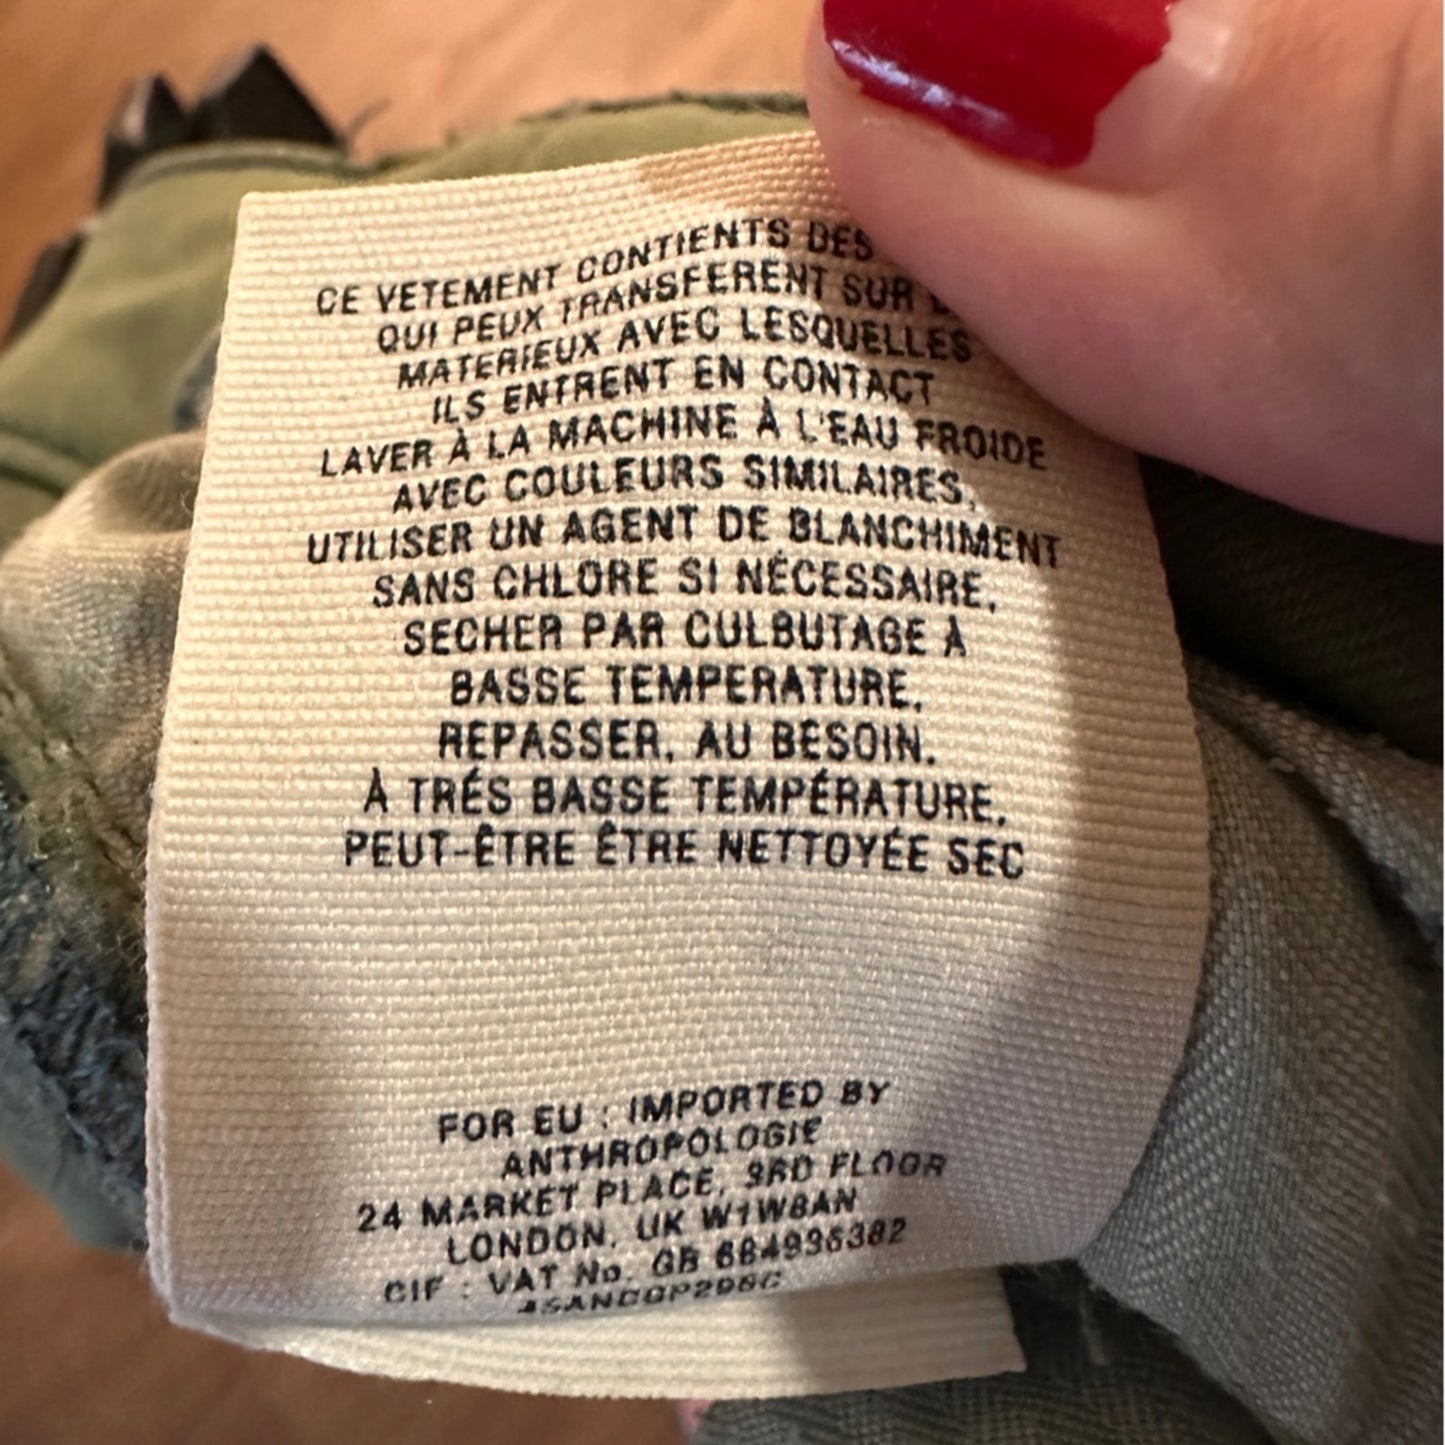 CE VETEMENT CONTIENTS DES
QUI PEUX TRANSFERENT SUR
MATERIEUX AVEC LESQUELLES
ILS ENTRENT EN CONTACT
LAVER À LA MACHINE À L'EAU FROIDE
AVEC COULEURS SIMILAIRES,
UTILISER UN AGENT DE BLANCHIMENT
SANS CHLORE SI NÉCESSAIRE,
SECHER PAR CULBUTAGE À
BASSE TEMPERATURE,
REPASSER, AU BESOIN.
À TRÉS BASSE TEMPÉRATURE.
PEUT-ÊTRE ÊTRE NETTOYÉE SEC
FOR EU : IMPORTED BY
ANTHROPOLOGIE
24 MARKET PLACE, 3RD FLOOR
LONDON, UK W1W8AN
CIF : VAT No. GB 684936382